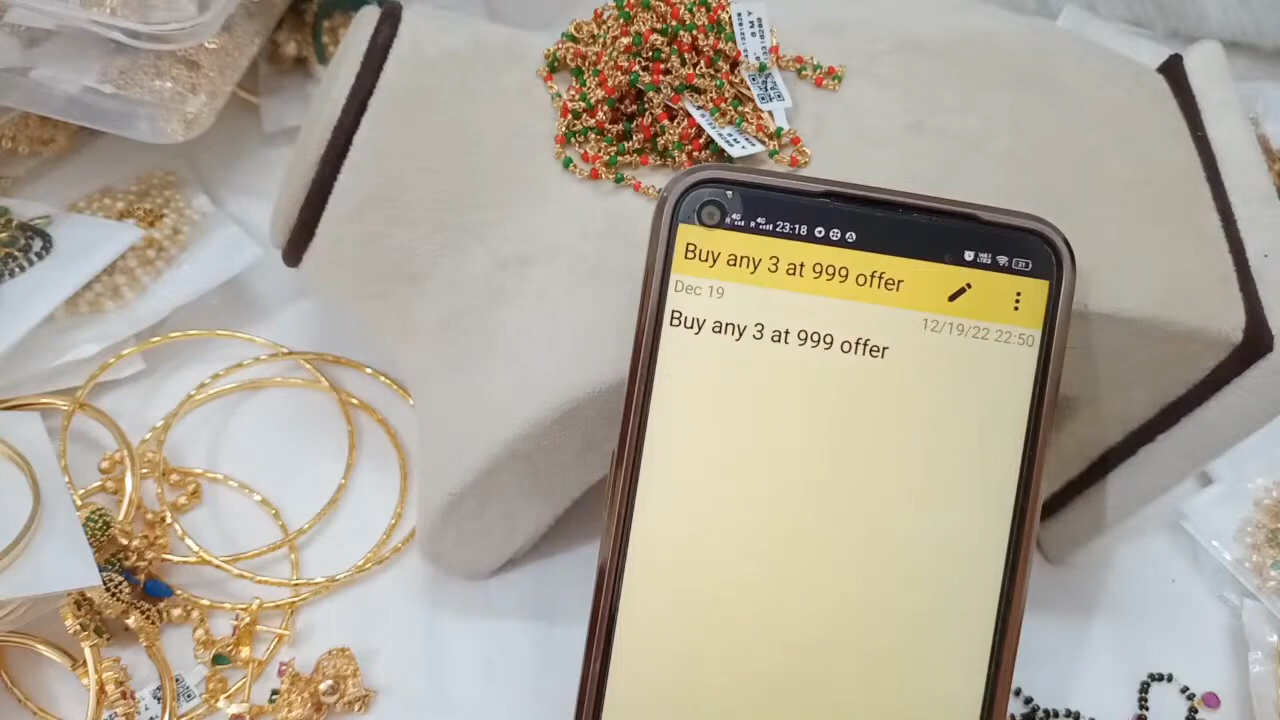 23:18
21
Buy any 3 at 999 offer
Dec 19
12/19/22 22:50
Buy any 3 at 999 offer